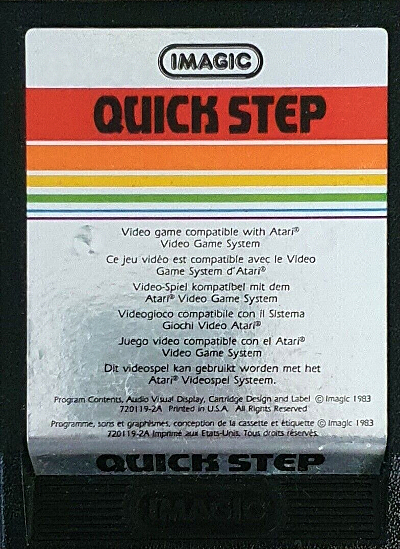 IMAGIC
QUICK STEP
Video game compatible with Atari®
Video Game System
Ce jeu vidéo est compatible avec le Video
Game System d'Atari®
Video-Spiel kompatibel mit dem
Atari® Video Game System
Videogioco compatibile con il Sistema
Giochi Video Atari®
Juego video compatible con el Atari®
Video Game System
Dit videospel kan gebruikt worden met het
Atari® Videospel Systeem.
Program Contents, Audio Visual Display, Cartridge Design and Label © Imagic 1983
720119-2A Printed in U.S.A. All Rights Reserved
Programme, sons et graphismes, conception de la cassette et étiquette © Imagic 1983
720119-2A Imprimé aux Etats-Unis. Tous droits réservés.
QUICK STEP
IMAGIC